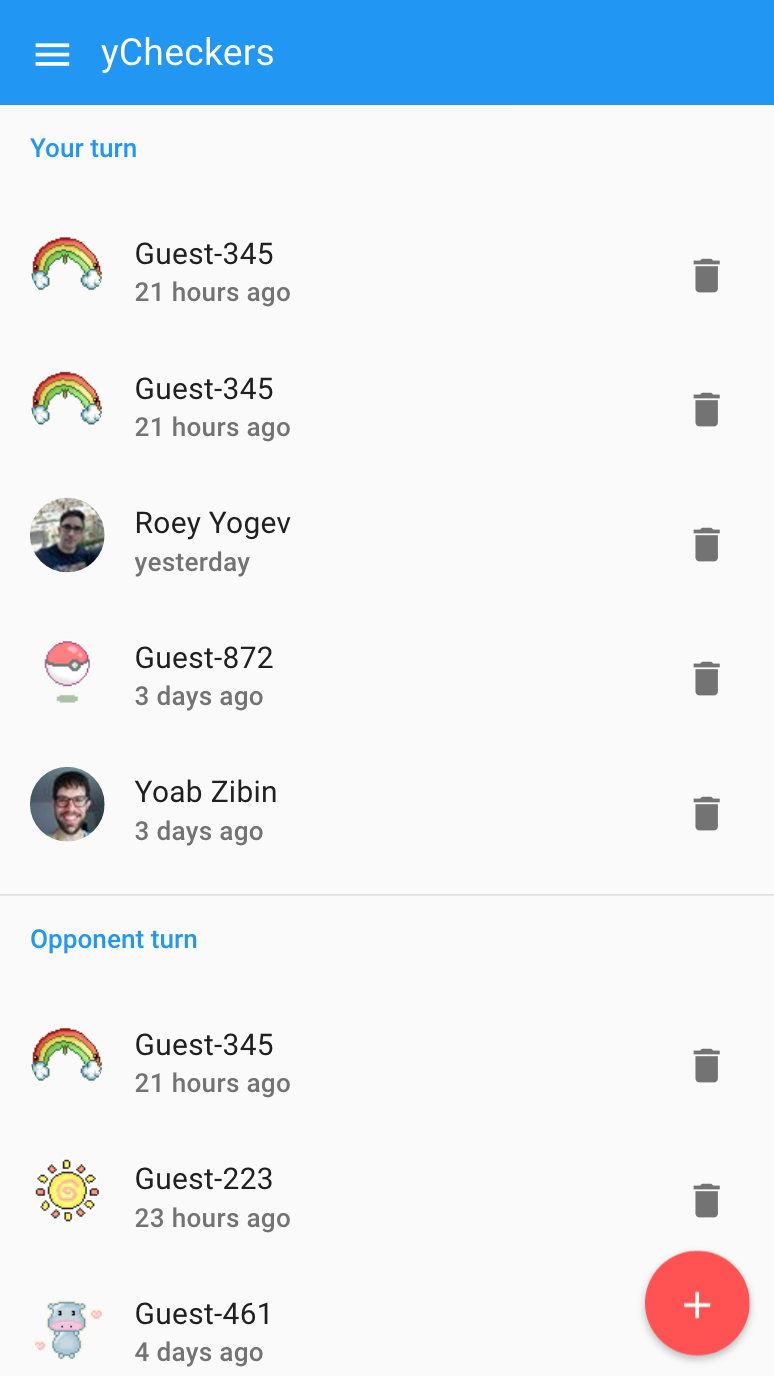 yCheckers
Your turn
Guest-345
21 hours ago
Guest-345
21 hours ago
Roey Yogev
yesterday
Guest-872
3 days ago
Yoab Zibin
3 days ago
Opponent turn
Guest-345
21 hours ago
Guest-223
23 hours ago
Guest-461
4 days ago